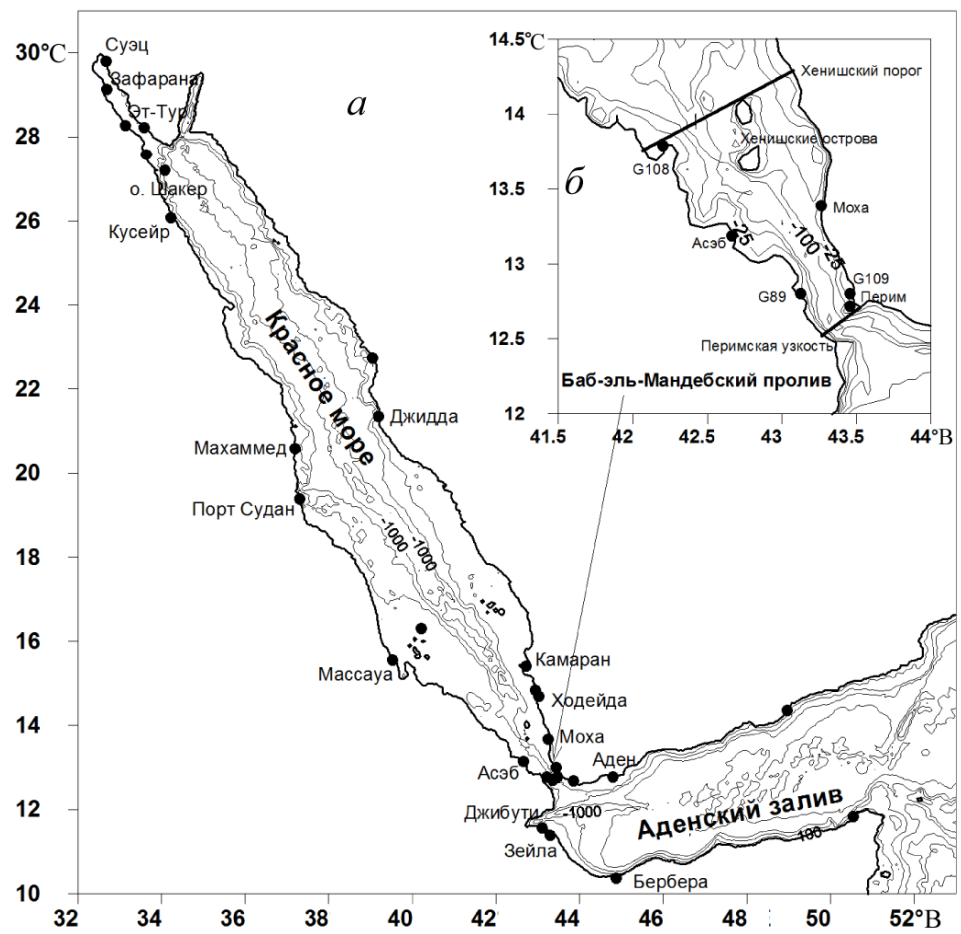 30°С
28
26
24
22
20
18
16
14
12
10
32
34
36
38
40
42
44
46
48
50
52°В
а
Суэц
Зафарана
Эт-Тур
о. Шакер
Кусейр
Красное море
Джидда
Махаммед
Порт Судан
-1000
-1000
Массауа
Камаран
Ходейда
Моха
Асэб
Аден
Джибути
-1000
Зейла
Аденский залив
100
Бербера
14.5°С
14
13.5
13
12.5
12
41.5
42
42.5
43
43.5
44°В
б
Хенишский порог
Хенишские острова
G108
Моха
Асэб
-25
-100
-25
G89
G109
Перим
Перимская узкость
Баб-эль-Мандебский пролив